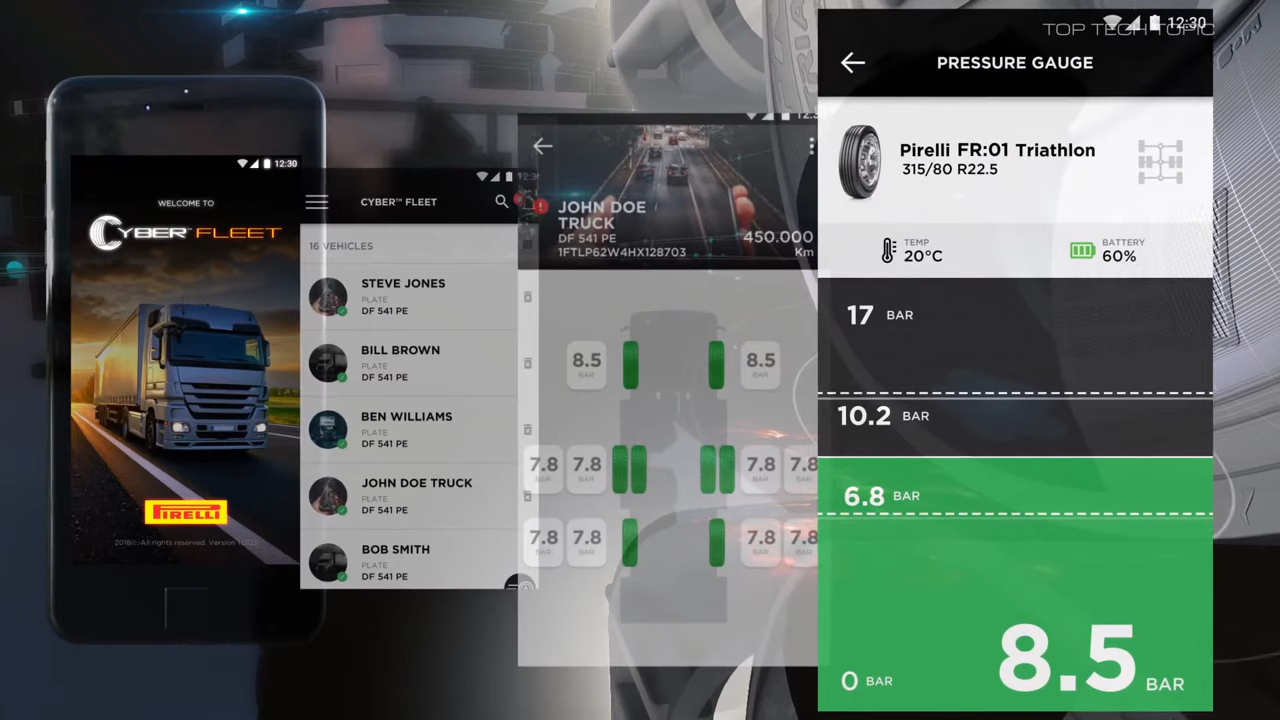 TOP TECH TOPIC
12:30
WELCOME TO
CYBER™ FLEET
PIRELLI
2018©-All rights reserved. Version
12:30
CYBER™ FLEET
16 VEHICLES
STEVE JONES
PLATE
DF 541 PE
BILL BROWN
PLATE
DF 541 PE
BEN WILLIAMS
PLATE
DF 541 PE
JOHN DOE TRUCK
PLATE
DF 541 PE
BOB SMITH
PLATE
DF 541 PE
JOHN DOE
TRUCK
DF 541 PE
1FTLP62W4HX128703
450.000
Km
8.5 8.5
BAR BAR
7.8 7.8 7.8 7.8
BAR BAR BAR BAR
7.8 7.8 7.8 7.8
BAR BAR BAR BAR
12:30
PRESSURE GAUGE
Pirelli FR:01 Triathlon
315/80 R22.5
TEMP
20°C
BATTERY
60%
17 BAR
10.2 BAR
6.8 BAR
0 BAR
8.5 BAR